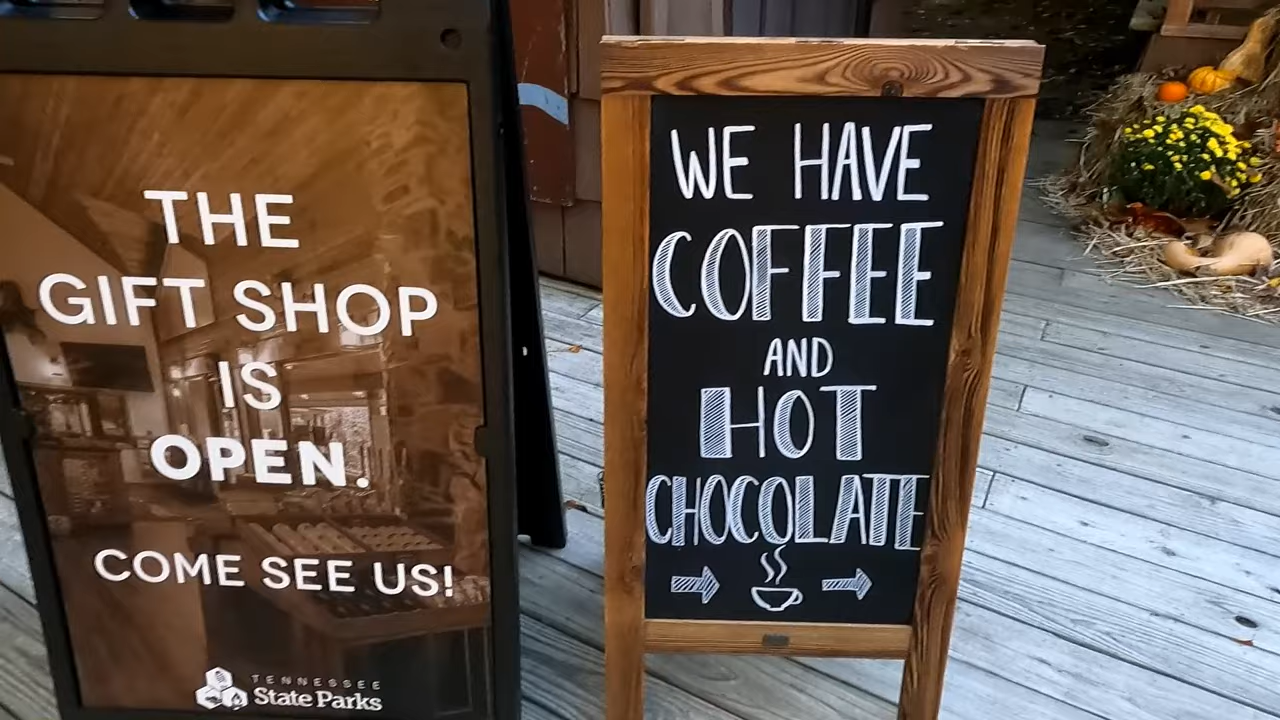 THE
GIFT SHOP
IS
OPEN.
COME SEE US!
TENNESSEE
State Parks
WE HAVE
COFFEE
AND
HOT
CHOCOLATE